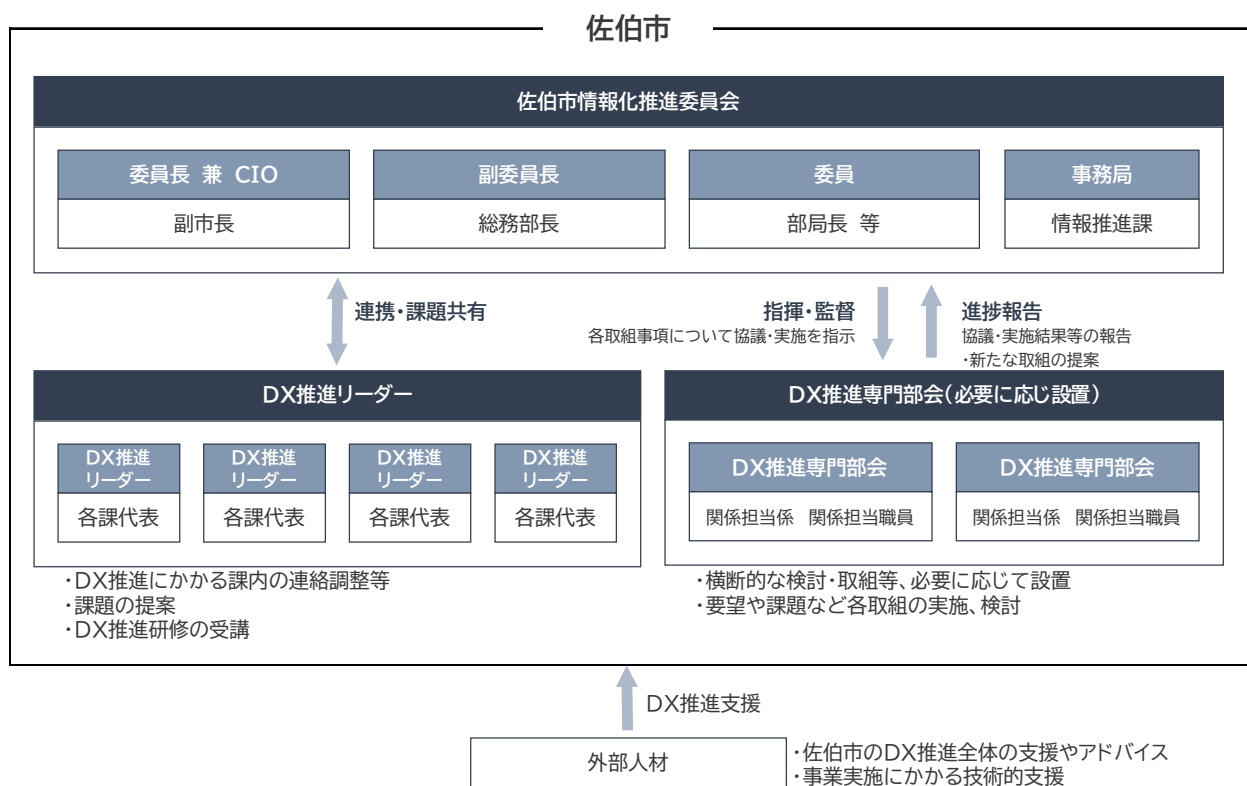 佐伯市
佐伯市情報化推進委員会
委員長 兼 CIO
副委員長
委員
事務局
副市長
総務部長
部局長 等
情報推進課
連携・課題共有
指揮・監督
各取組事項について協議・実施を指示
進捗報告
協議・実施結果等の報告
・新たな取組の提案
DX推進リーダー
DX推進
リーダー
各課代表
DX推進
リーダー
各課代表
DX推進
リーダー
各課代表
DX推進
リーダー
各課代表
・DX推進にかかる課内の連絡調整等
・課題の提案
・DX推進研修の受講
DX推進専門部会(必要に応じ設置)
DX推進専門部会
関係担当係 関係担当職員
DX推進専門部会
関係担当係 関係担当職員
・横断的な検討・取組等、必要に応じて設置
・要望や課題など各取組の実施、検討
DX推進支援
外部人材
・佐伯市のDX推進全体の支援やアドバイス
・事業実施にかかる技術的支援